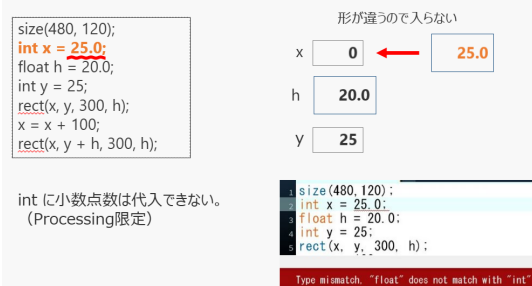 size(480, 120);
int x = 25.0;
float h = 20.0;
int y = 25;
rect(x, y, 300, h);
x = x + 100;
rect(x, y + h, 300, h);
形が違うので入らない
x 0 25.0
h 20.0
y 25
int に小数点数は代入できない。
（Processing限定）
1 size(480,120);
2 int x = 25.0;
3 float h = 20.0;
4 int y = 25;
5 rect(x, y, 300, h);
Type mismatch, "float" does not match with "int"